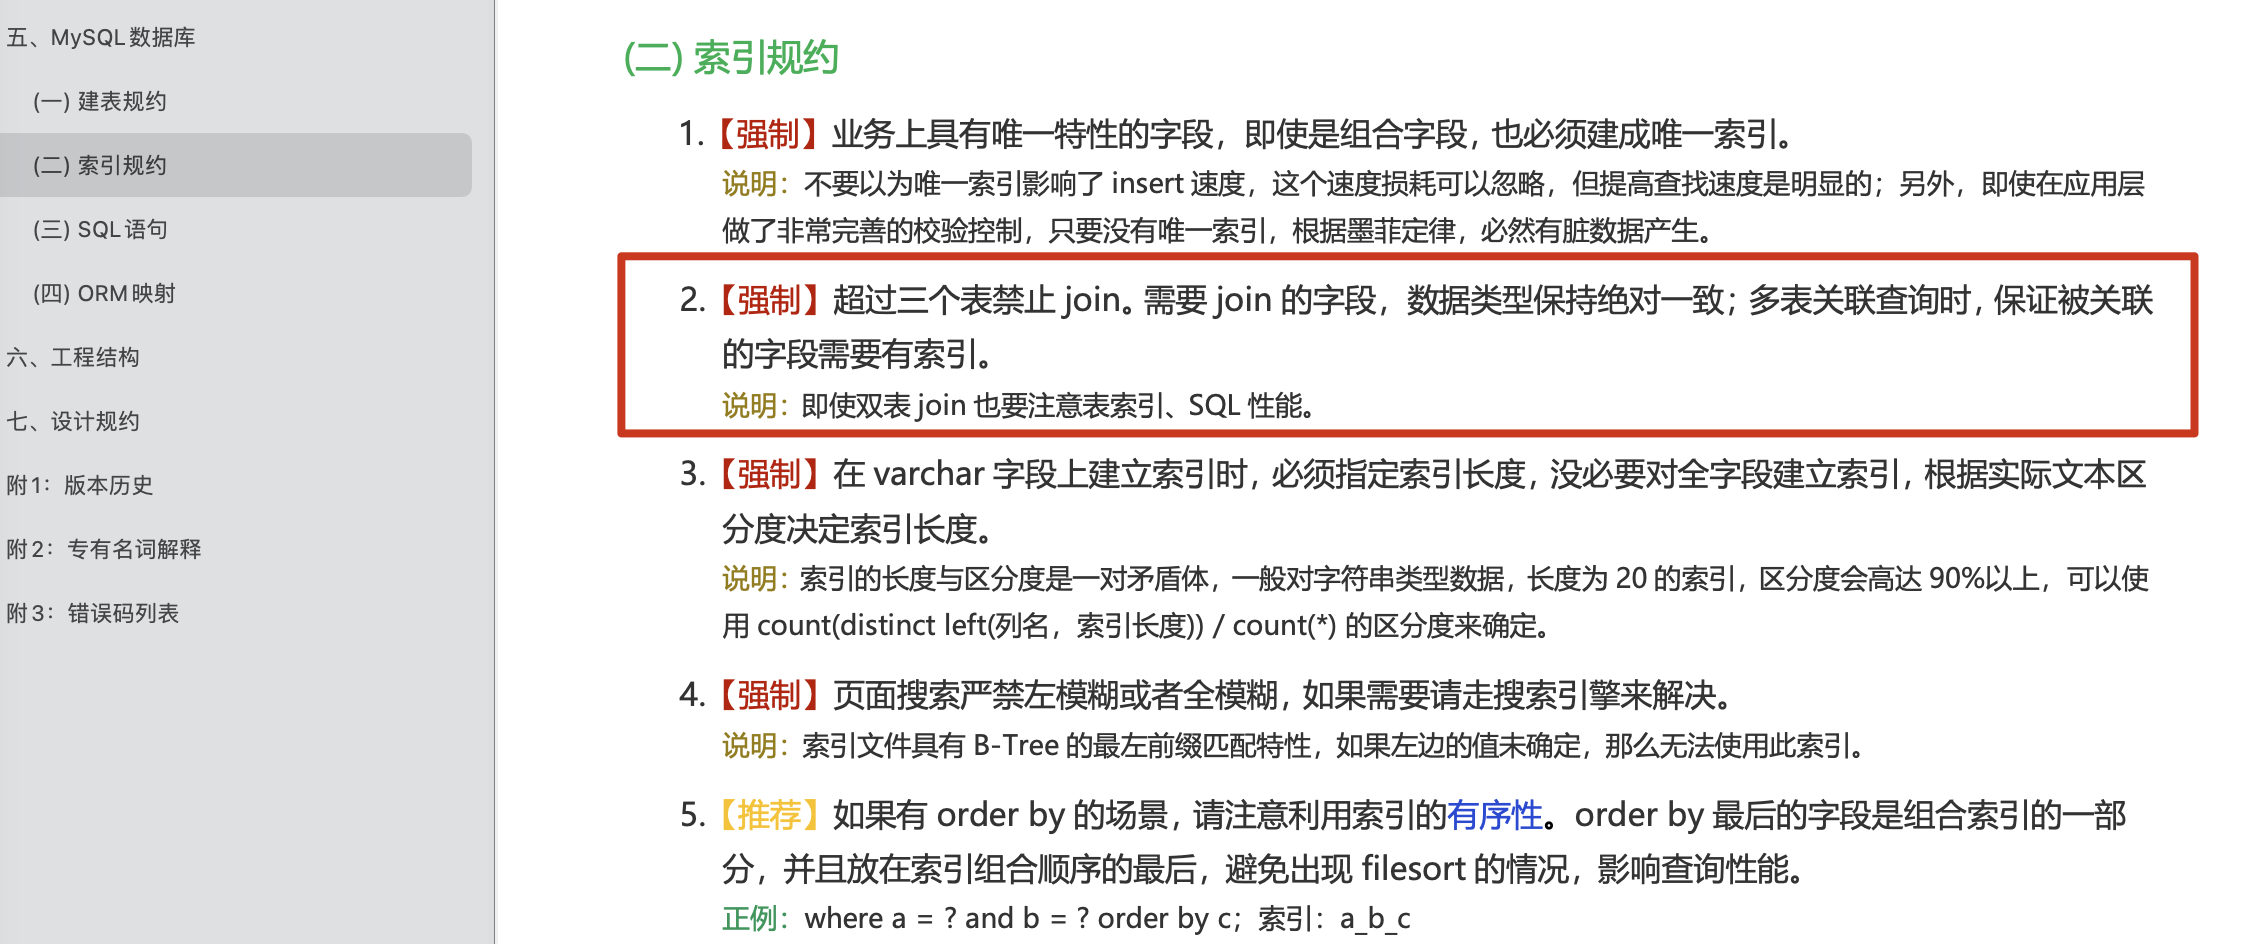 五、MySQL数据库
(一) 建表规约
(二) 索引规约
(三) SQL语句
(四) ORM映射
六、工程结构
七、设计规约
附1：版本历史
附2：专有名词解释
附3：错误码列表
(二) 索引规约
1.【强制】业务上具有唯一特性的字段，即使是组合字段，也必须建成唯一索引。
说明：不要以为唯一索引影响了 insert 速度，这个速度损耗可以忽略，但提高查找速度是明显的；另外，即使在应用层
做了非常完善的校验控制，只要没有唯一索引，根据墨菲定律，必然有脏数据产生。
2.【强制】超过三个表禁止 join。需要 join 的字段，数据类型保持绝对一致；多表关联查询时，保证被关联
的字段需要有索引。
说明：即使双表 join 也要注意表索引、SQL 性能。
3.【强制】在 varchar 字段上建立索引时，必须指定索引长度，没必要对全字段建立索引，根据实际文本区
分度决定索引长度。
说明：索引的长度与区分度是一对矛盾体，一般对字符串类型数据，长度为 20 的索引，区分度会高达 90%以上，可以使
用 count(distinct left(列名，索引长度)) / count(*) 的区分度来确定。
4.【强制】页面搜索严禁左模糊或者全模糊，如果需要请走搜索引擎来解决。
说明：索引文件具有 B-Tree 的最左前缀匹配特性，如果左边的值未确定，那么无法使用此索引。
5.【推荐】如果有 order by 的场景，请注意利用索引的有序性。order by 最后的字段是组合索引的一部
分，并且放在索引组合顺序的最后，避免出现 filesort 的情况，影响查询性能。
正例：where a = ? and b = ? order by c；索引：a_b_c